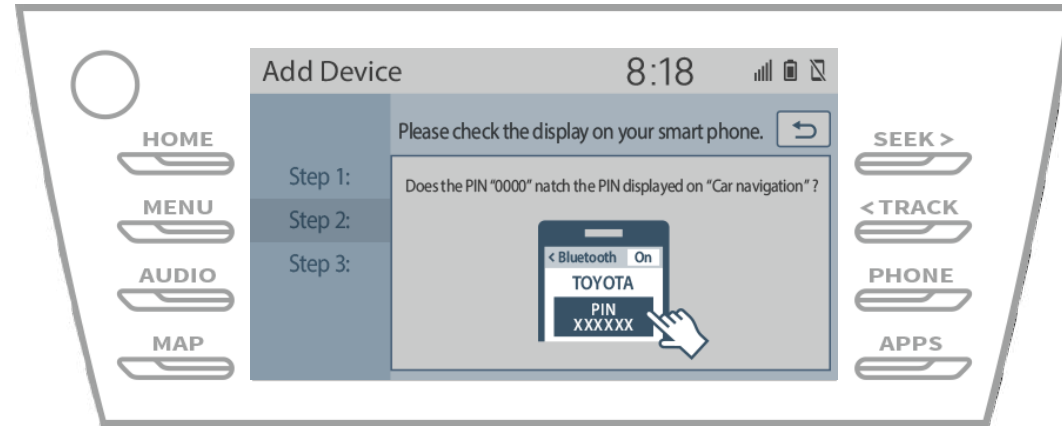 Add Device 8:18
HOME
MENU
AUDIO
MAP
Please check the display on your smart phone.
Step 1:
Step 2:
Step 3:
Does the PIN "0000" natch the PIN displayed on "Car navigation" ?
< Bluetooth On
TOYOTA
PIN
XXXXXX
SEEK >
< TRACK
PHONE
APPS